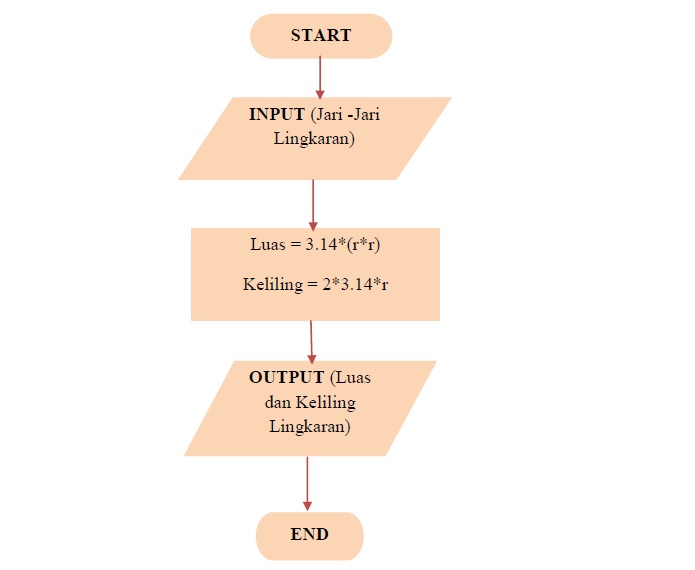 START
INPUT (Jari -Jari
Lingkaran)
Luas = 3.14*(r*r)
Keliling = 2*3.14*r
OUTPUT (Luas
dan Keliling
Lingkaran)
END